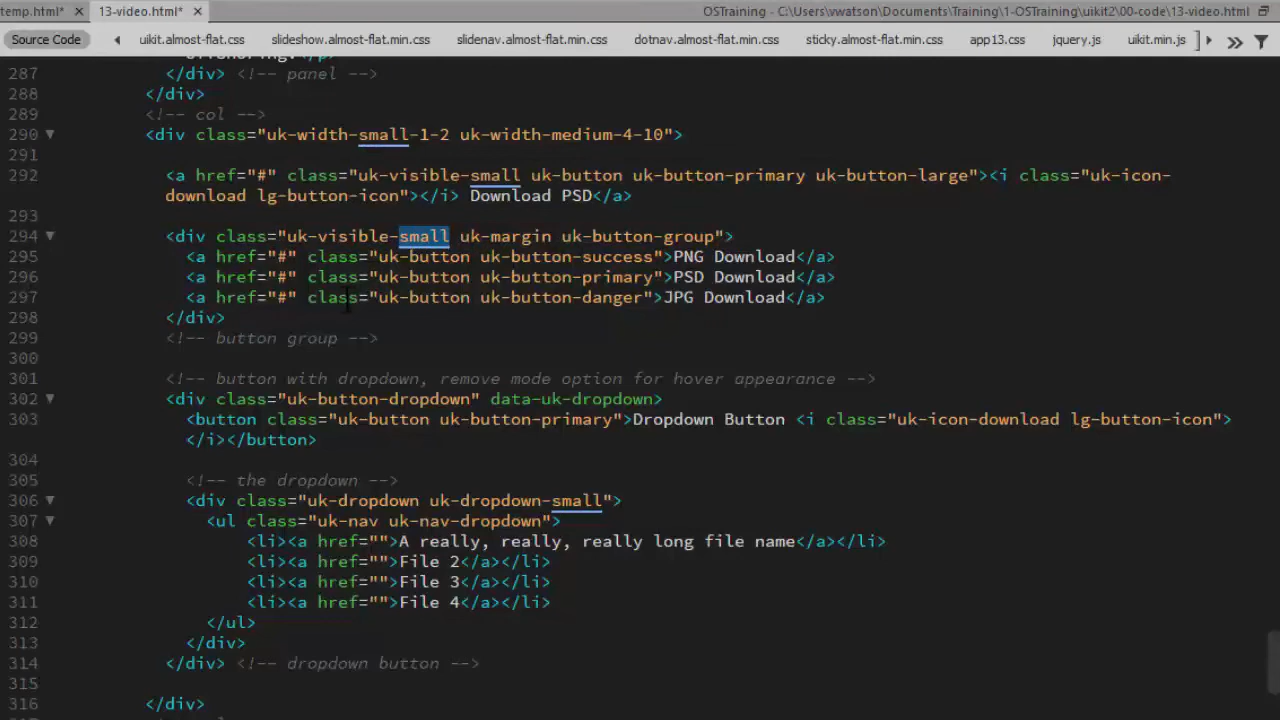 temp.html* × 13-video.html* × OSTraining - C:\Users\vwatson\Documents\Training\1-OSTraining\uikit2\00-code\13-video.html
Source Code uikit.almost-flat.css slideshow.almost-flat.min.css slidenav.almost-flat.min.css dotnav.almost-flat.min.css sticky.almost-flat.min.css app13.css jquery.js uikit.min.js
287 </div> <!-- panel -->
288 </div>
289 <!-- col -->
290 <div class="uk-width-small-1-2 uk-width-medium-4-10">
291
292 <a href="#" class="uk-visible-small uk-button uk-button-primary uk-button-large"><i class="uk-icon-
download lg-button-icon"></i> Download PSD</a>
293
294 <div class="uk-visible-small uk-margin uk-button-group">
295 <a href="#" class="uk-button uk-button-success">PNG Download</a>
296 <a href="#" class="uk-button uk-button-primary">PSD Download</a>
297 <a href="#" class="uk-button uk-button-danger">JPG Download</a>
298 </div>
299 <!-- button group -->
300
301 <!-- button with dropdown, remove mode option for hover appearance -->
302 <div class="uk-button-dropdown" data-uk-dropdown>
303 <button class="uk-button uk-button-primary">Dropdown Button <i class="uk-icon-download lg-button-icon">
</i></button>
304
305 <!-- the dropdown -->
306 <div class="uk-dropdown uk-dropdown-small">
307 <ul class="uk-nav uk-nav-dropdown">
308 <li><a href="">A really, really, really long file name</a></li>
309 <li><a href="">File 2</a></li>
310 <li><a href="">File 3</a></li>
311 <li><a href="">File 4</a></li>
312 </ul>
313 </div>
314 </div> <!-- dropdown button -->
315
316 </div>